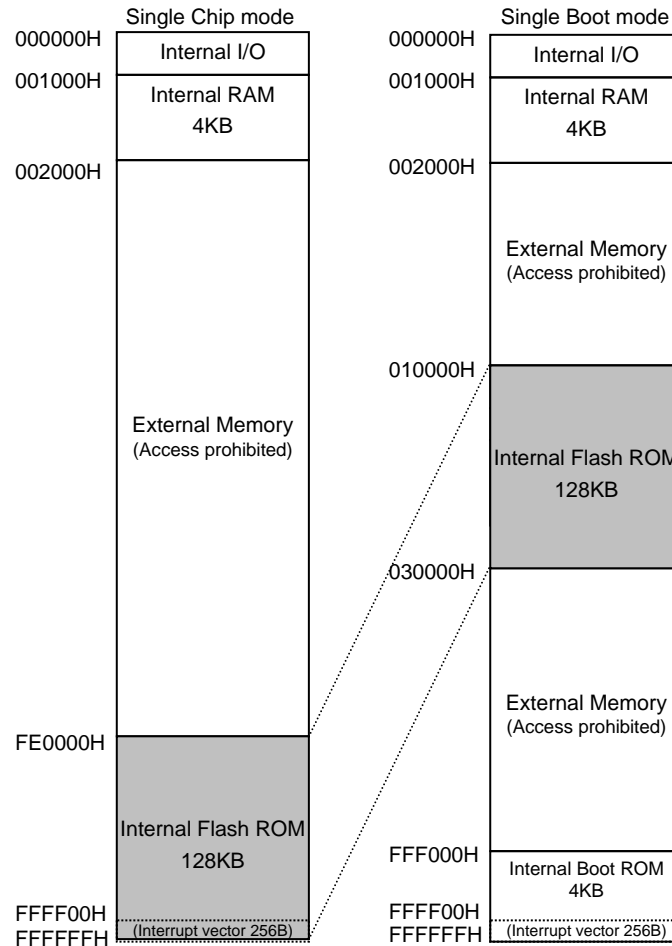 Single Chip mode
000000H
Internal I/O
001000H
Internal RAM
4KB
002000H
External Memory
(Access prohibited)
FE0000H
Internal Flash ROM
128KB
FFFF00H
(Interrupt vector 256B)
FFFFFFH
Single Boot mode
000000H
Internal I/O
001000H
Internal RAM
4KB
002000H
External Memory
(Access prohibited)
010000H
Internal Flash ROM
128KB
030000H
External Memory
(Access prohibited)
FFF000H
Internal Boot ROM
4KB
FFFF00H
(Interrupt vector 256B)
FFFFFFH